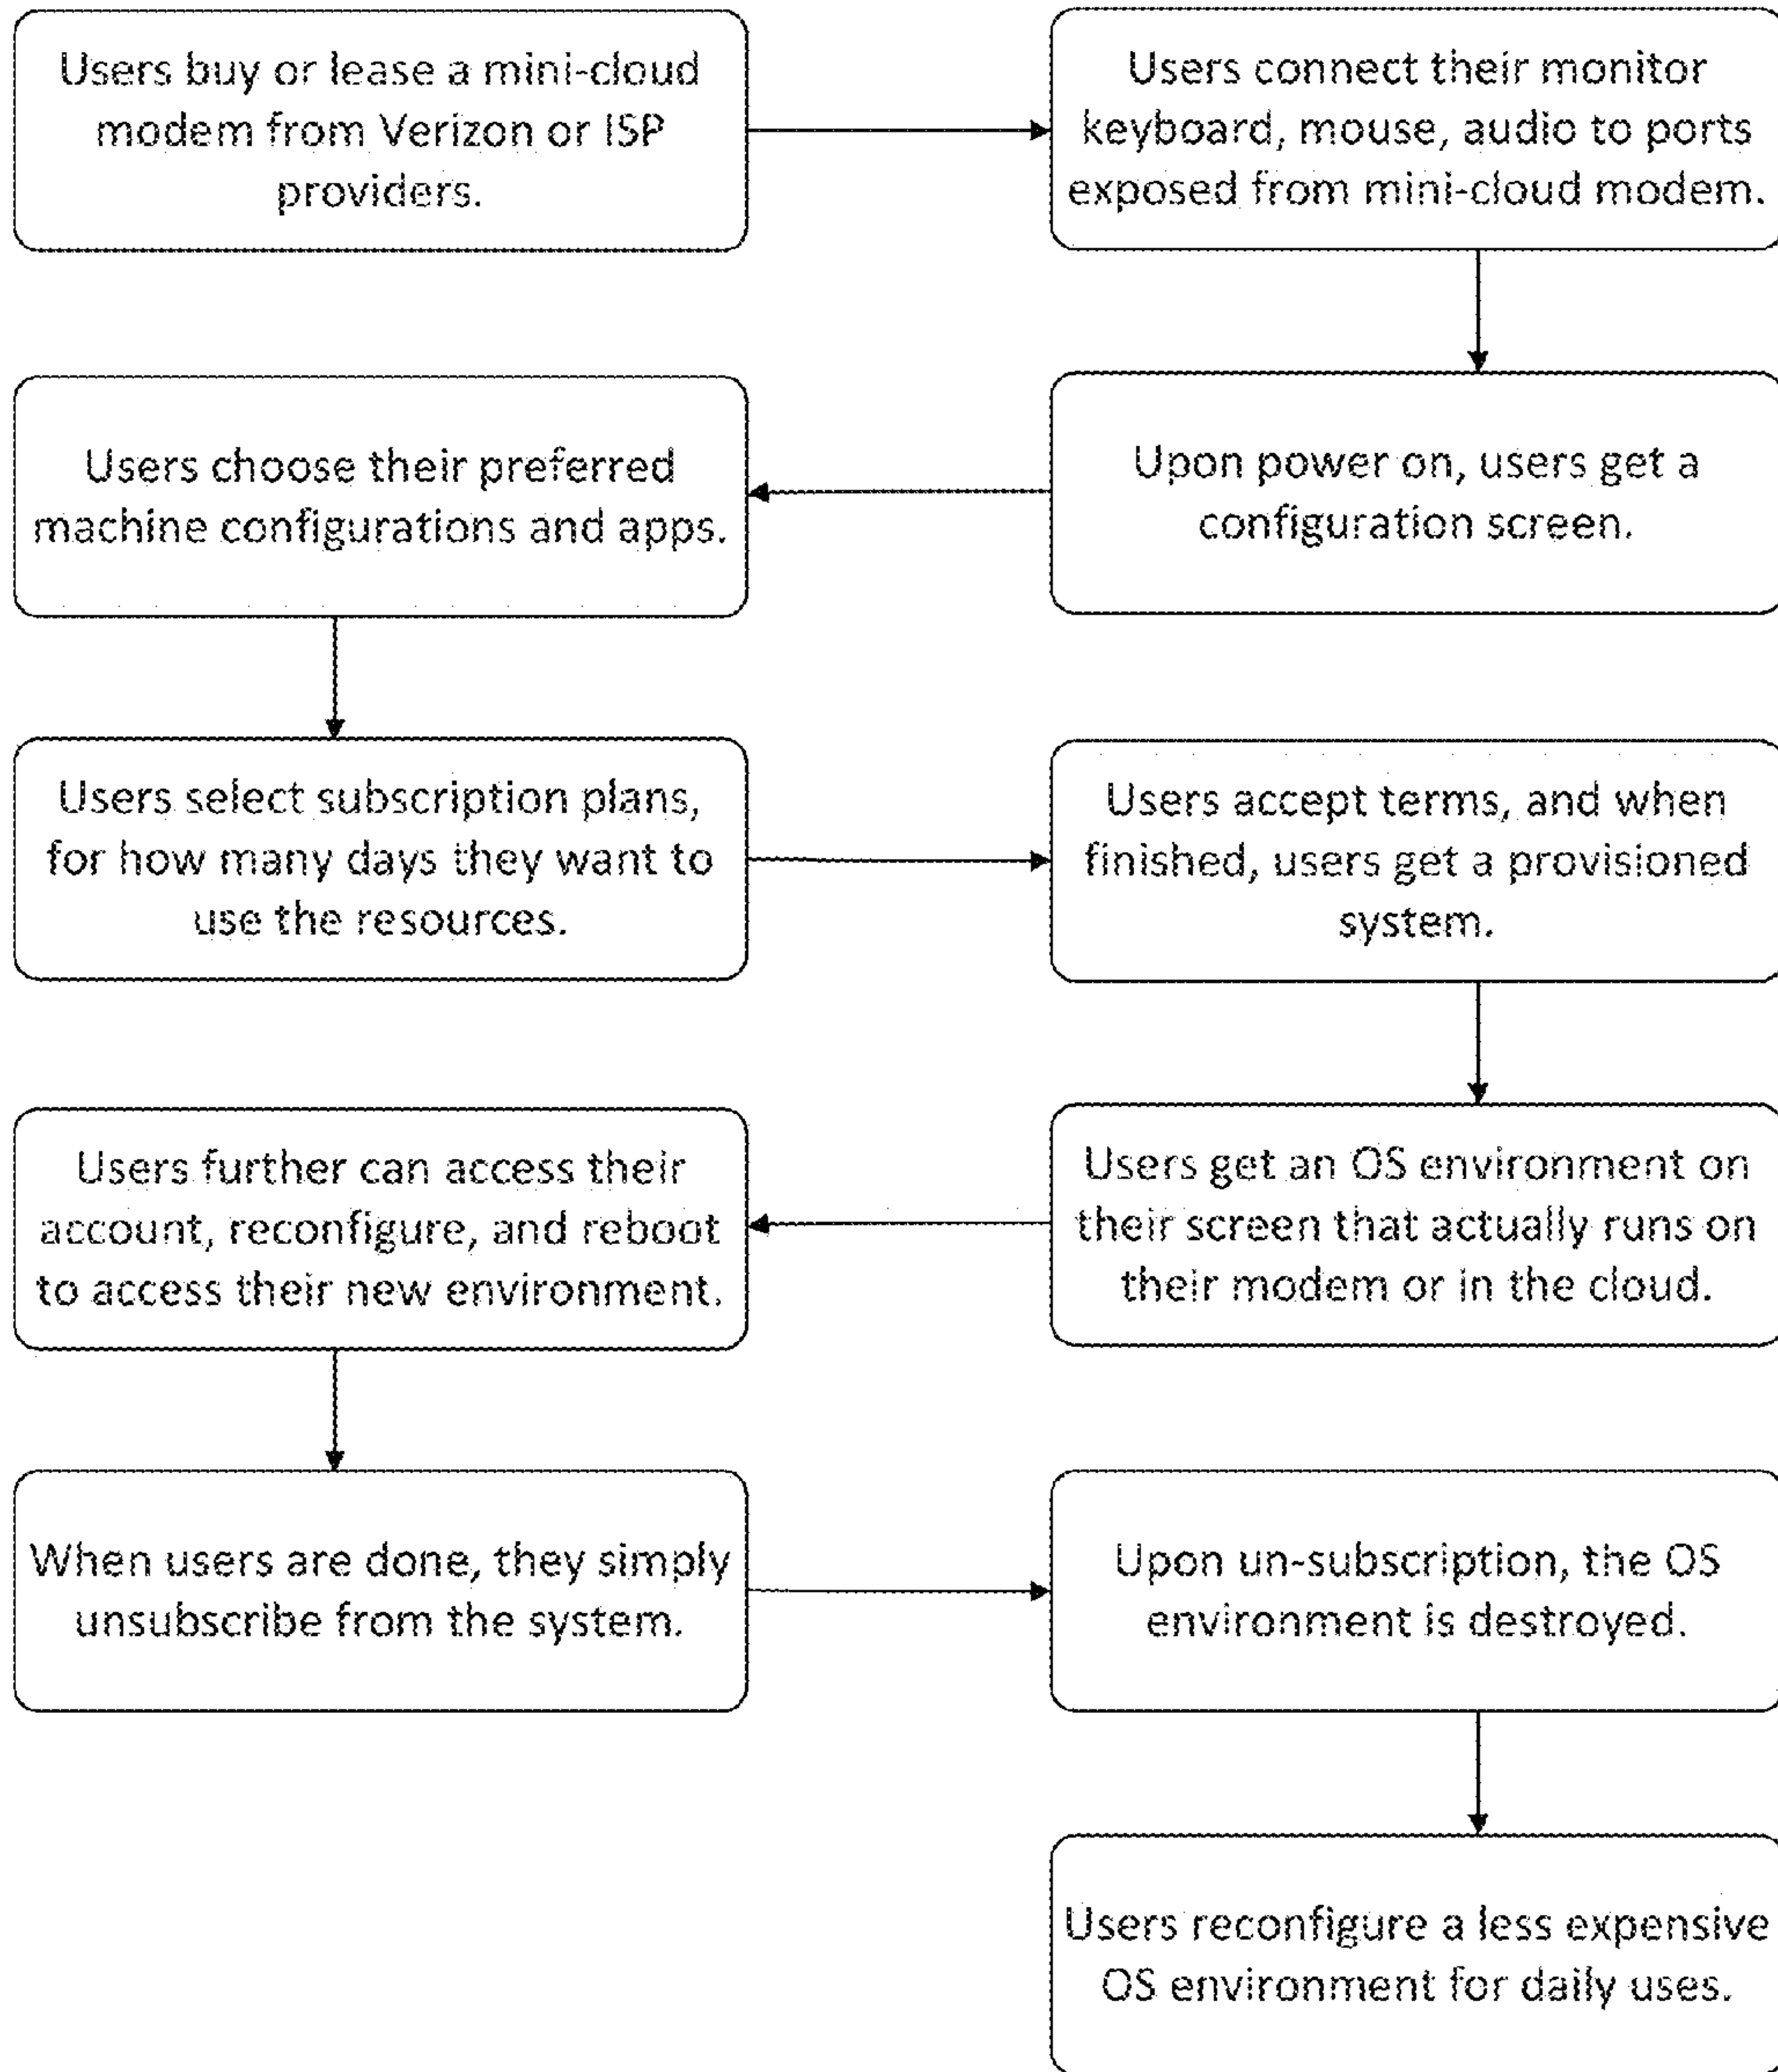 Users buy or lease a mini-cloud
modem from Verizon or ISP
providers.
Users connect their monitor
keyboard, mouse, audio to ports
exposed from mini-cloud modem.
Upon power on, users get a
configuration screen.
Users choose their preferred
machine configurations and apps.
Users select subscription plans,
for how many days they want to
use the resources.
Users accept terms, and when
finished, users get a provisioned
system.
Users get an OS environment on
their screen that actually runs on
their modem or in the cloud.
Users further can access their
account, reconfigure, and reboot
to access their new environment.
When users are done, they simply
unsubscribe from the system.
Upon un-subscription, the OS
environment is destroyed.
Users reconfigure a less expensive
OS environment for daily uses.